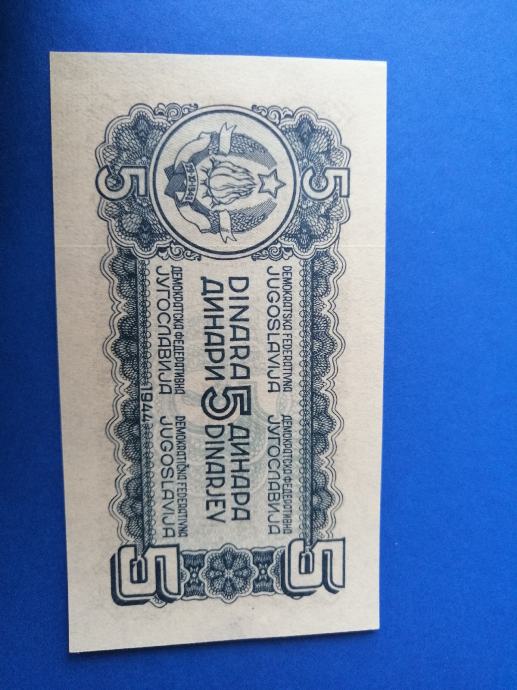 5 5
29·XI·1943
DEMOKRATSKA FEDERATIVNA
JUGOSLAVIJA
ДЕМОКРАТСКА ФЕДЕРАТИВНА
ЈУГОСЛАВИЈА
DINARA 5 ДИНАРА
ДИНАРИ DINARJEV
ДЕМОКРАТСКА ФЕДЕРАТИВНА
ЈУГОСЛАВИЈА
DEMOKRATIČNA FEDERATIVNA
JUGOSLAVIJA
1944
5 5